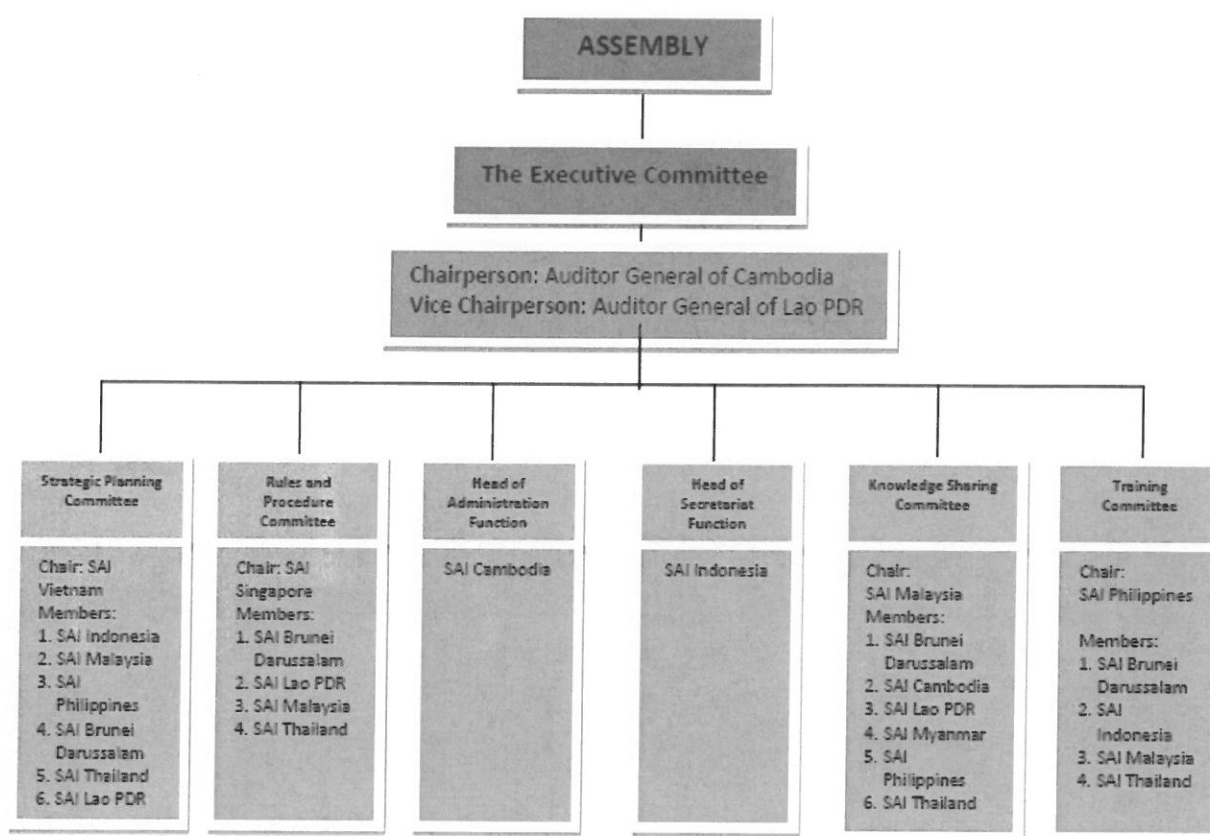 ASSEMBLY
The Executive Committee
Chairperson: Auditor General of Cambodia
Vice Chairperson: Auditor General of Lao PDR
Strategic Planning
Committee
Chair: SAI
Vietnam
Members:
1. SAI Indonesia
2. SAI Malaysia
3. SAI
Philippines
4. SAI Brunei
Darussalam
5. SAI Thailand
6. SAI Lao PDR
Rules and
Procedure
Committee
Chair: SAI
Singapore
Members:
1. SAI Brunei
Darussalam
2. SAI Lao PDR
3. SAI Malaysia
4. SAI Thailand
Head of
Administration
Function
SAI Cambodia
Head of
Secretariat
Function
SAI Indonesia
Knowledge Sharing
Committee
Chair:
SAI Malaysia
Members:
1. SAI Brunei
Darussalam
2. SAI Cambodia
3. SAI Lao PDR
4. SAI Myanmar
5. SAI
Philippines
6. SAI Thailand
Training
Committee
Chair:
SAI Philippines
Members:
1. SAI Brunei
Darussalam
2. SAI
Indonesia
3. SAI Malaysia
4. SAI Thailand